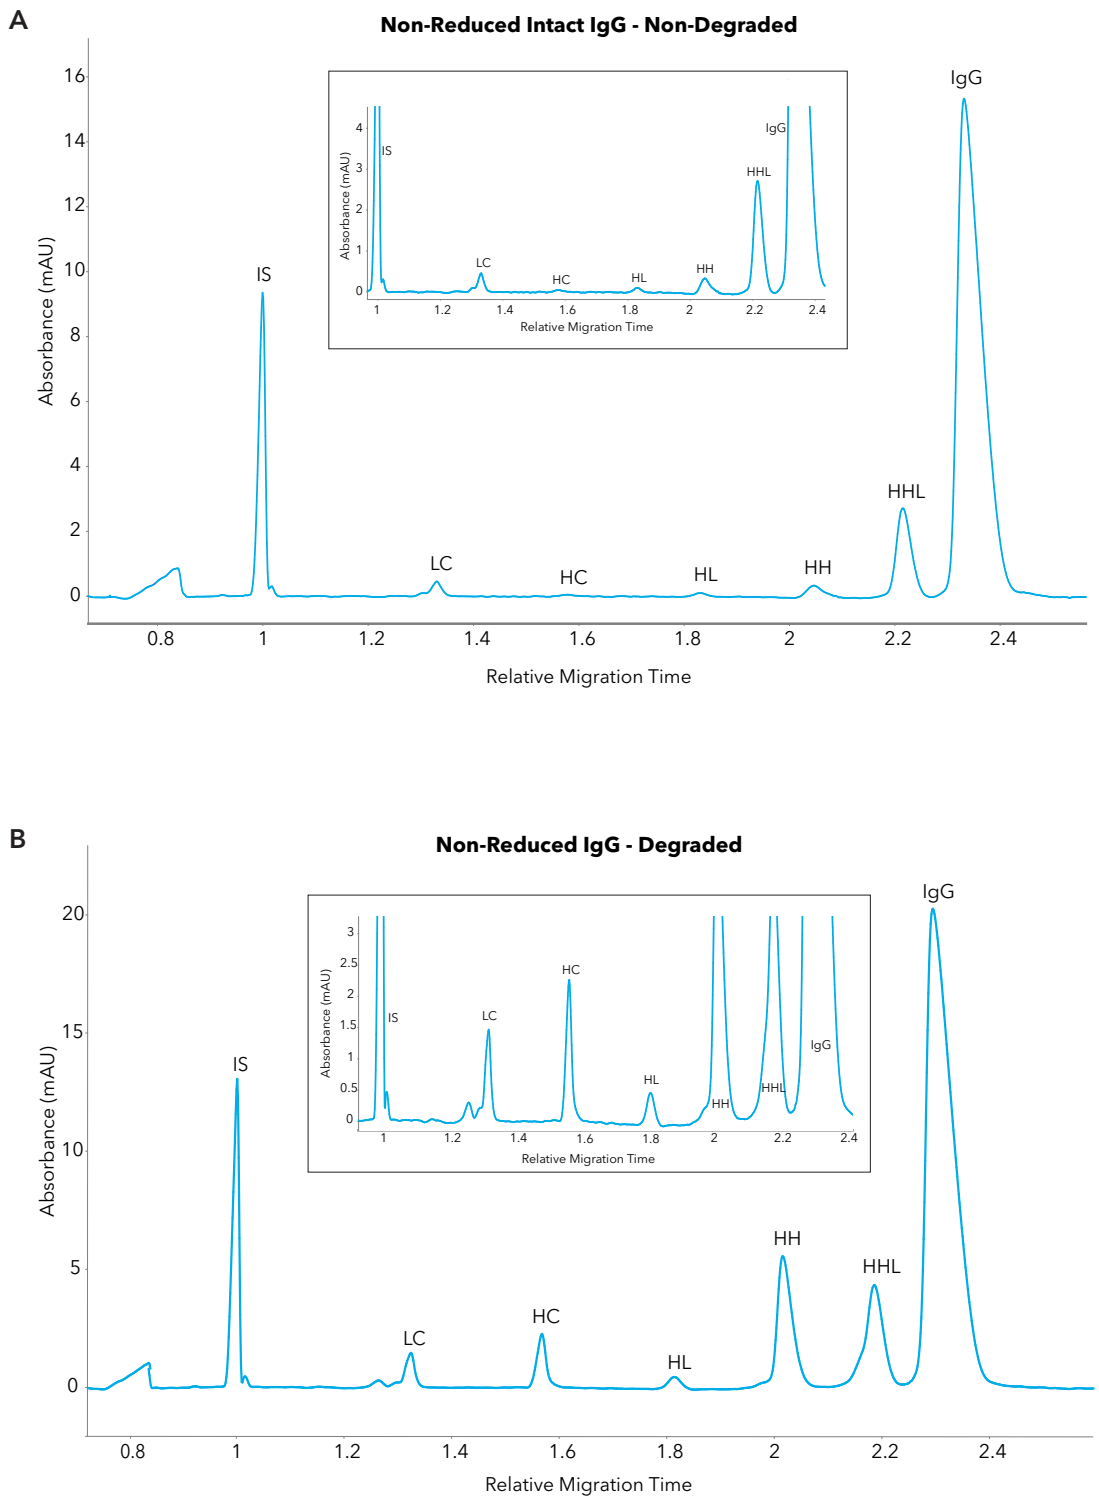 A
Non-Reduced Intact IgG - Non-Degraded
Absorbance (mAU)
16
14
12
10
8
6
4
2
0
IS
LC
HC
HL
HH
HHL
IgG
0.8 1 1.2 1.4 1.6 1.8 2 2.2 2.4
Relative Migration Time
Absorbance (mAU)
4
3
2
1
0
IS
LC
HC
HL
HH
HHL
IgG
1 1.2 1.4 1.6 1.8 2 2.2 2.4
Relative Migration Time
B
Non-Reduced IgG - Degraded
Absorbance (mAU)
20
15
10
5
0
IS
LC
HC
HL
HH
HHL
IgG
0.8 1 1.2 1.4 1.6 1.8 2 2.2 2.4
Relative Migration Time
Absorbance (mAU)
3
2.5
2
1.5
1
0.5
0
IS
LC
HC
HL
HH
HHL
IgG
1 1.2 1.4 1.6 1.8 2 2.2 2.4
Relative Migration Time